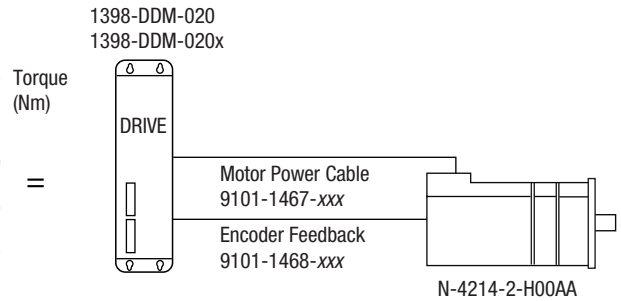 1398-DDM-020
1398-DDM-020x
Torque
(Nm)
DRIVE
=
Motor Power Cable
9101-1467-xxx
Encoder Feedback
9101-1468-xxx
N-4214-2-H00AA